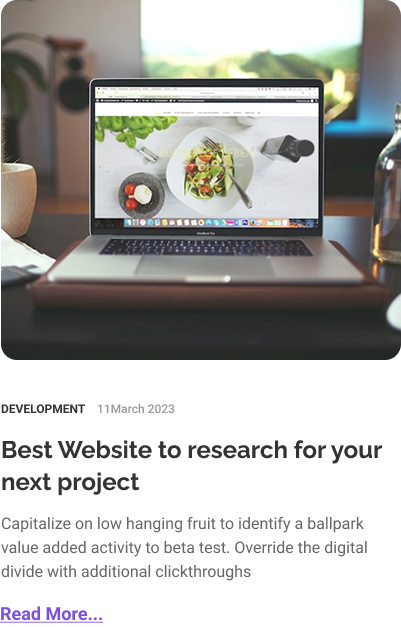 DEVELOPMENT 11March 2023
Best Website to research for your
next project
Capitalize on low hanging fruit to identify a ballpark
value added activity to beta test. Override the digital
divide with additional clickthroughs
Read More...